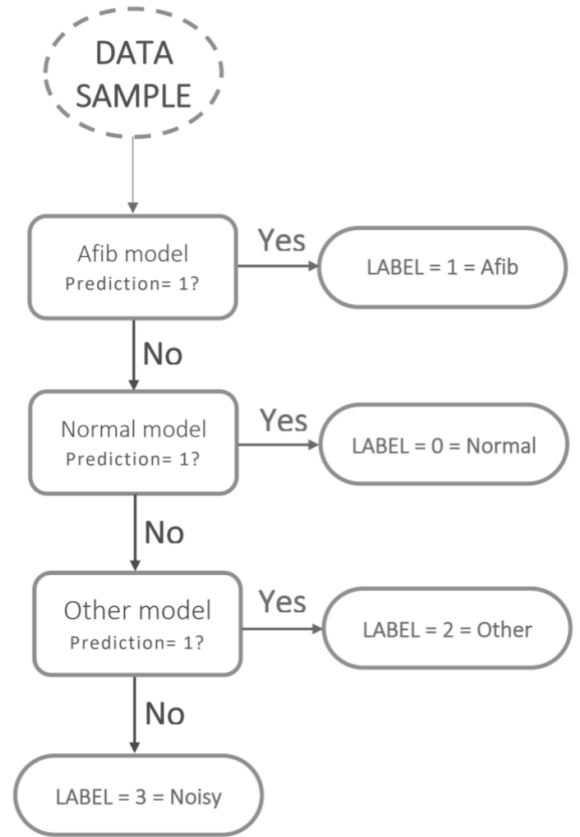 DATA
SAMPLE
Afib model
Prediction= 1?
Yes
LABEL = 1 = Afib
No
Normal model
Prediction= 1?
Yes
LABEL = 0 = Normal
No
Other model
Prediction= 1?
Yes
LABEL = 2 = Other
No
LABEL = 3 = Noisy